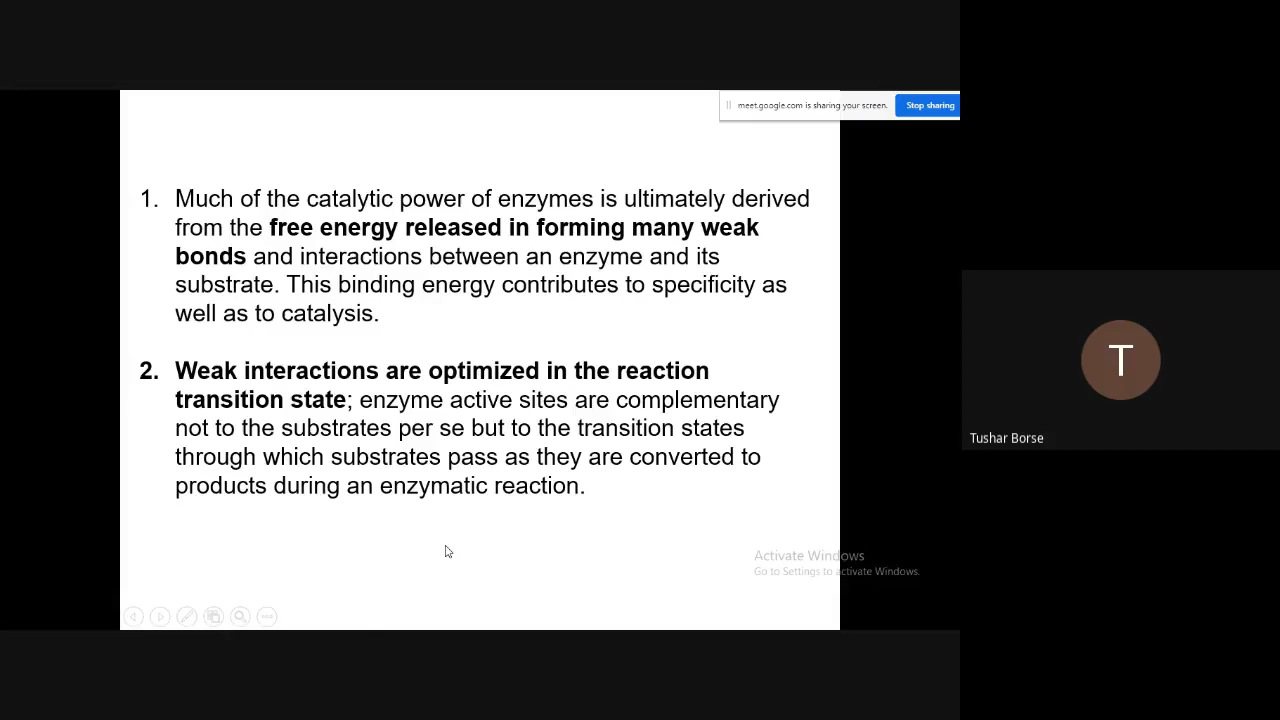 meet.google.com is sharing your screen.
Stop sharing
1. Much of the catalytic power of enzymes is ultimately derived
from the free energy released in forming many weak
bonds and interactions between an enzyme and its
substrate. This binding energy contributes to specificity as
well as to catalysis.
2. Weak interactions are optimized in the reaction
transition state; enzyme active sites are complementary
not to the substrates per se but to the transition states
through which substrates pass as they are converted to
products during an enzymatic reaction.
T
Tushar Borse
Activate Windows
Go to Settings to activate Windows.